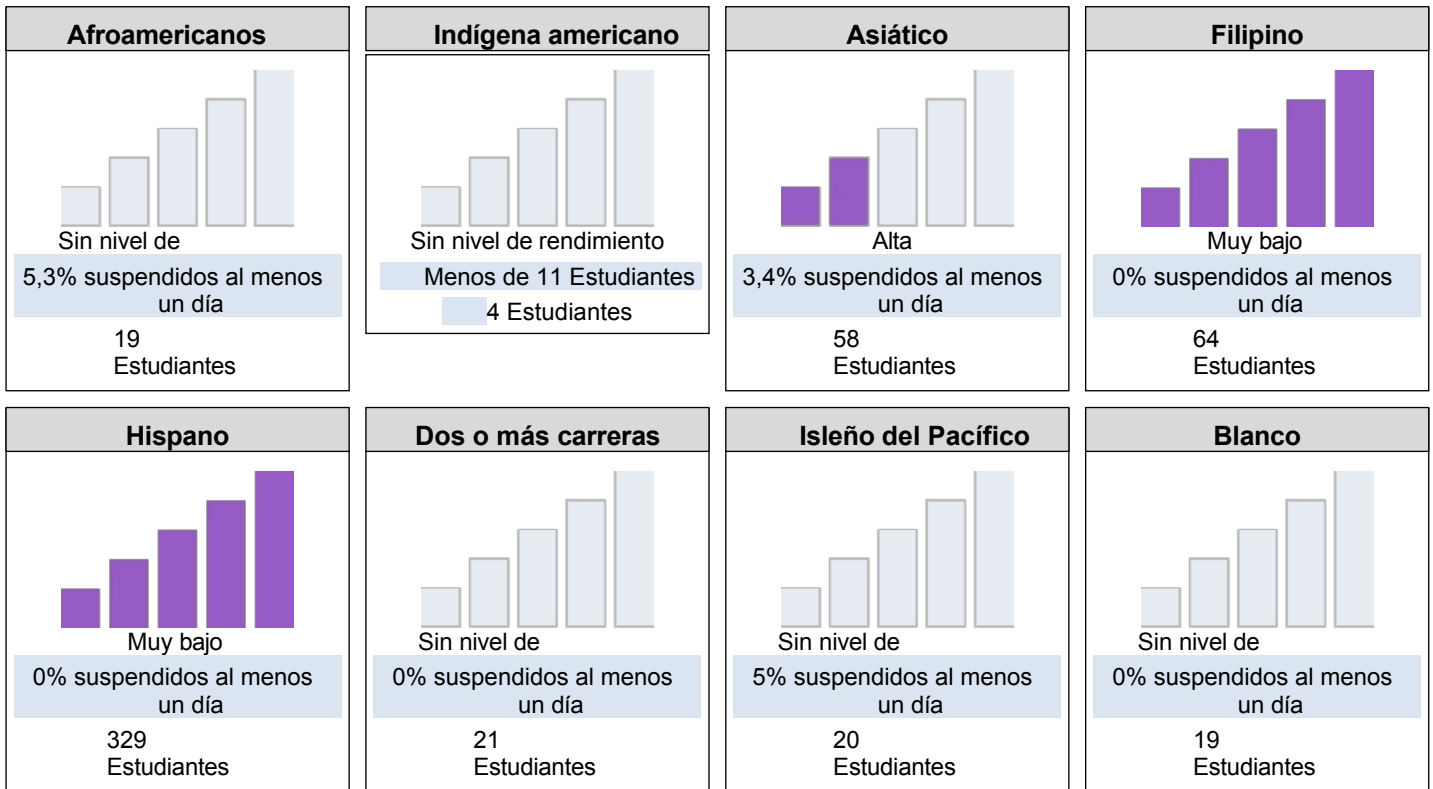 Afroamericanos
Sin nivel de
5,3% suspendidos al menos
un día
19
Estudiantes
Indígena americano
Sin nivel de rendimiento
Menos de 11 Estudiantes
4 Estudiantes
Asiático
Alta
3,4% suspendidos al menos
un día
58
Estudiantes
Filipino
Muy bajo
0% suspendidos al menos
un día
64
Estudiantes
Hispano
Muy bajo
0% suspendidos al menos
un día
329
Estudiantes
Dos o más carreras
Sin nivel de
0% suspendidos al menos
un día
21
Estudiantes
Isleño del Pacífico
Sin nivel de
5% suspendidos al menos
un día
20
Estudiantes
Blanco
Sin nivel de
0% suspendidos al menos
un día
19
Estudiantes